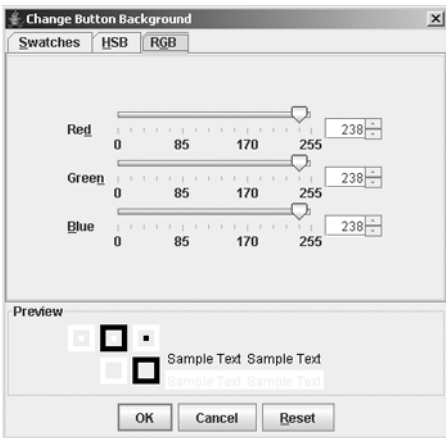 Change Button Background
Swatches HSB RGB
Red 238
0 85 170 255
Green 238
0 85 170 255
Blue 238
0 85 170 255
Preview
Sample Text Sample Text
Sample Text Sample Text
OK Cancel Reset